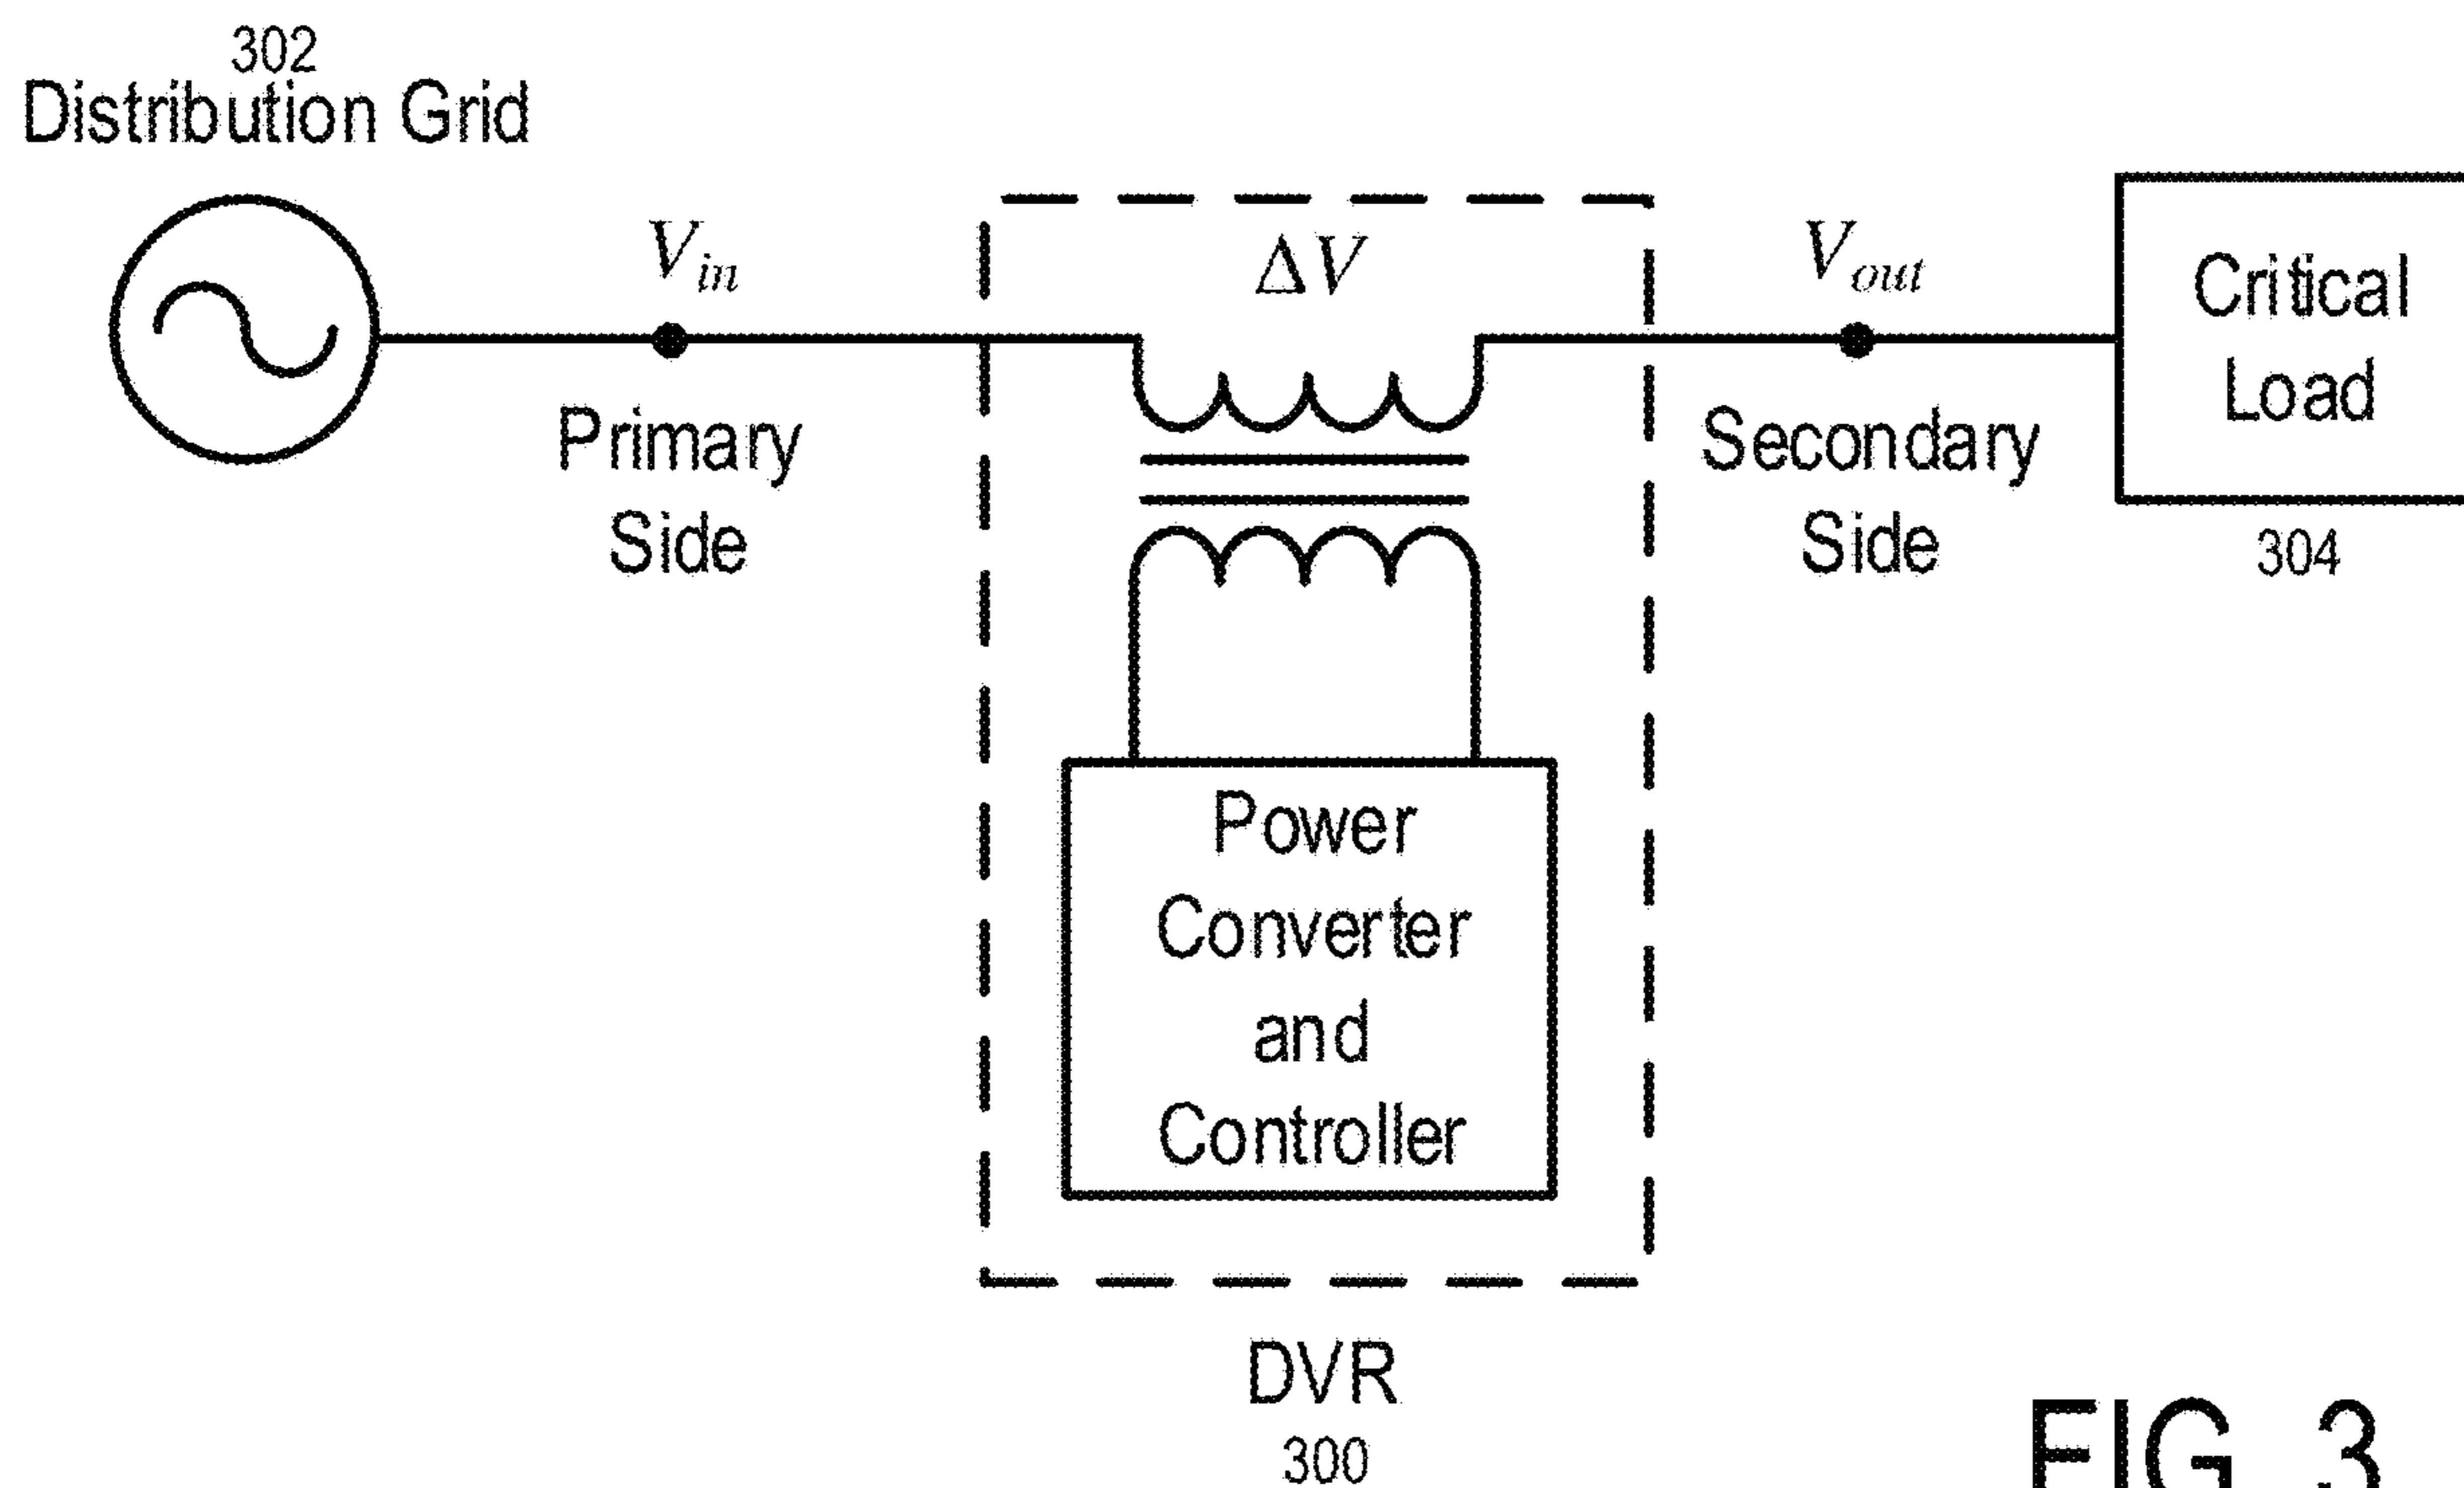 302
Distribution Grid
V_in
ΔV
V_out
Critical
Load
Primary
Side
Secondary
Side
304
Power
Converter
and
Controller
DVR
300
FIG. 3